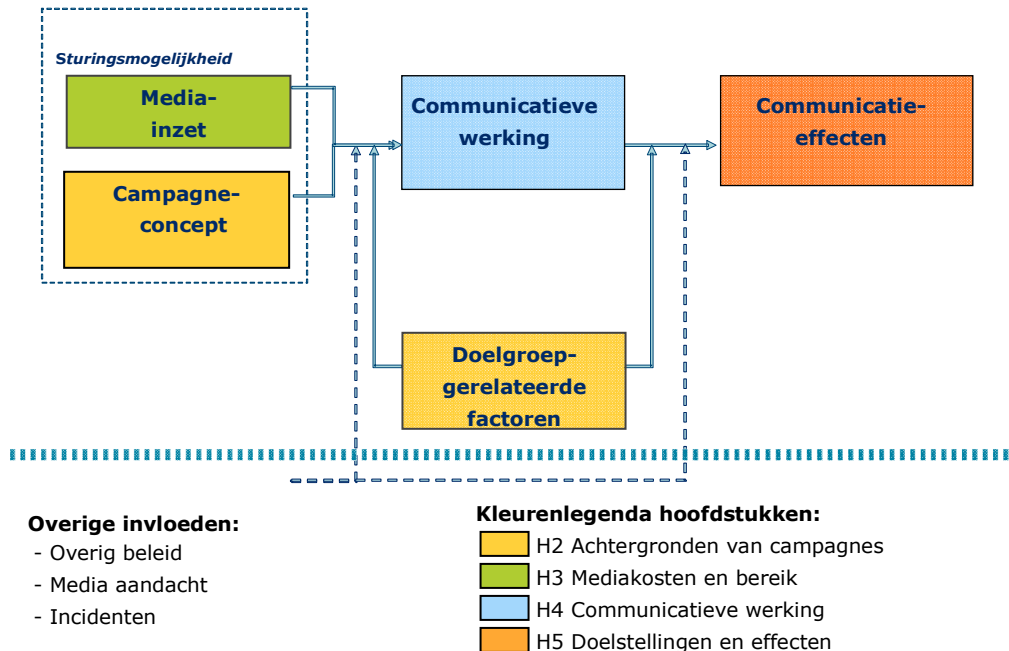 Sturingsmogelijkheid
Media-
inzet
Campagne-
concept
Communicatieve
werking
Communicatie-
effecten
Doelgroep-
gerelateerde
factoren
Overige invloeden:
- Overig beleid
- Media aandacht
- Incidenten
Kleurenlegenda hoofdstukken:
H2 Achtergronden van campagnes
H3 Mediakosten en bereik
H4 Communicatieve werking
H5 Doelstellingen en effecten